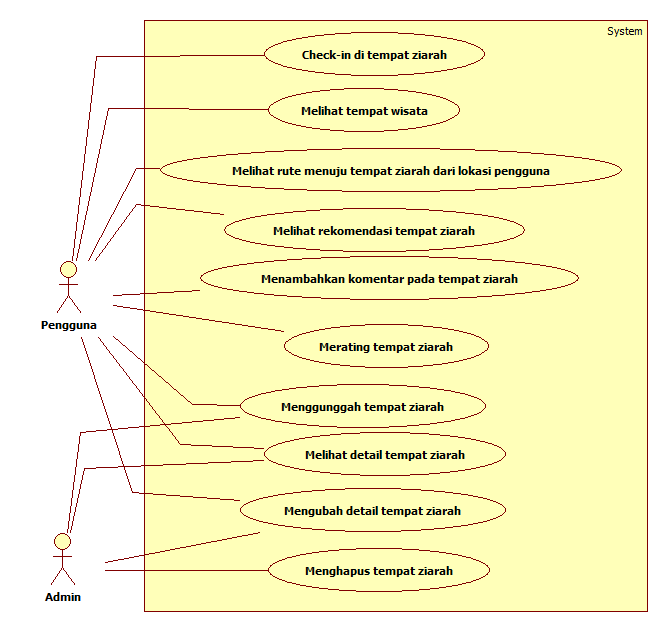 System
Check-in di tempat ziarah
Melihat tempat wisata
Melihat rute menuju tempat ziarah dari lokasi pengguna
Melihat rekomendasi tempat ziarah
Menambahkan komentar pada tempat ziarah
Pengguna
Merating tempat ziarah
Menggunggah tempat ziarah
Melihat detail tempat ziarah
Mengubah detail tempat ziarah
Menghapus tempat ziarah
Admin